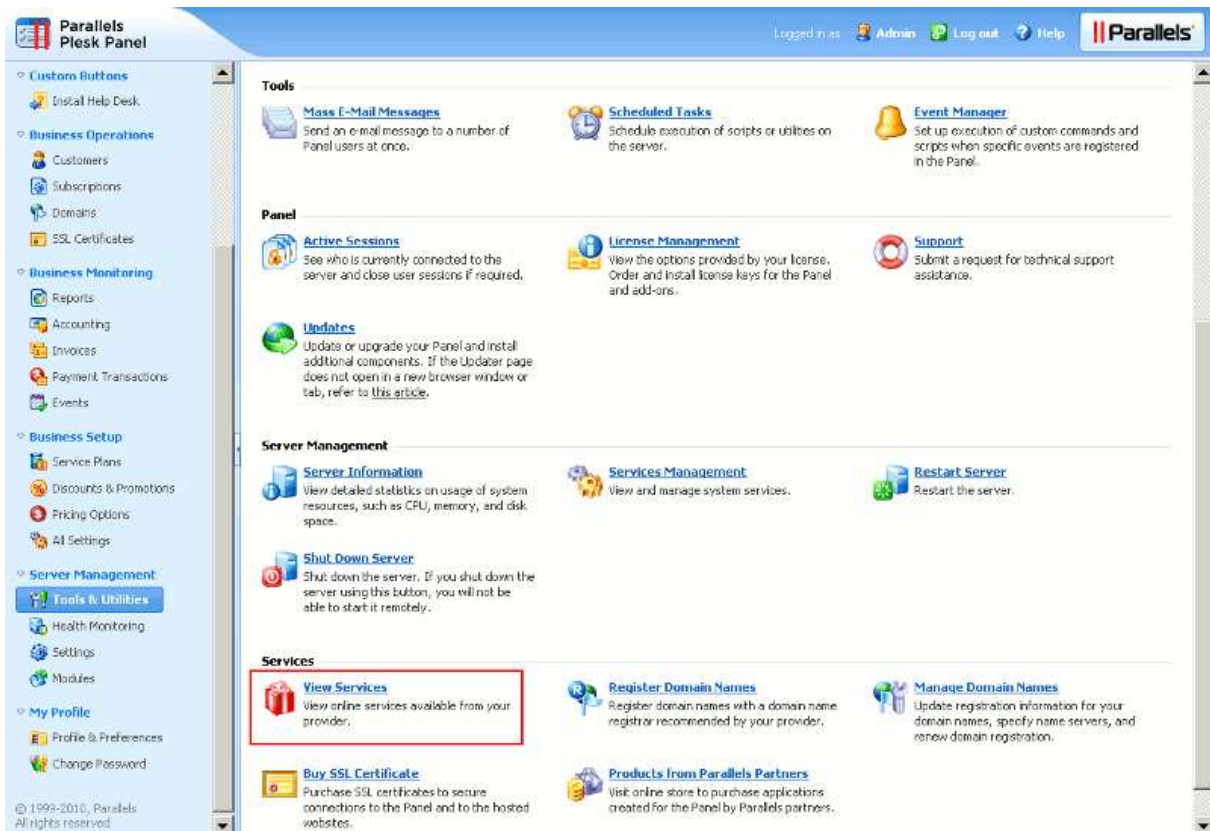 Parallels
Plesk Panel
Logged in as Admin Log out Help
Parallels
Custom Buttons
Install Help Desk
Business Operations
Customers
Subscriptions
Domains
SSL Certificates
Business Monitoring
Reports
Accounting
Invoices
Payment Transactions
Events
Business Setup
Service Plans
Discounts & Promotions
Pricing Options
All Settings
Server Management
Tools & Utilities
Health Monitoring
Settings
Modules
My Profile
Profile & Preferences
Change Password
© 1999-2010, Parallels
All rights reserved
Tools
Mass E-Mail Messages
Send an e-mail message to a number of
Panel users at once.
Scheduled Tasks
Schedule execution of scripts or utilities on
the server.
Event Manager
Set up execution of custom commands and
scripts when specific events are registered
in the Panel.
Panel
Active Sessions
See who is currently connected to the
server and close user sessions if required.
License Management
View the options provided by your license.
Order and install license keys for the Panel
and add-ons.
Support
Submit a request for technical support
assistance.
Updates
Update or upgrade your Panel and install
additional components. If the Updater page
does not open in a new browser window or
tab, refer to this article.
Server Management
Server Information
View detailed statistics on usage of system
resources, such as CPU, memory, and disk
space.
Services Management
View and manage system services.
Restart Server
Restart the server.
Shut Down Server
Shut down the server. If you shut down the
server using this button, you will not be
able to start it remotely.
Services
View Services
View online services available from your
provider.
Register Domain Names
Register domain names with a domain name
registrar recommended by your provider.
Manage Domain Names
Update registration information for your
domain names, specify name servers, and
renew domain registration.
Buy SSL Certificate
Purchase SSL certificates to secure
connections to the Panel and to the hosted
websites.
Products from Parallels Partners
Visit online store to purchase applications
created for the Panel by Parallels partners.